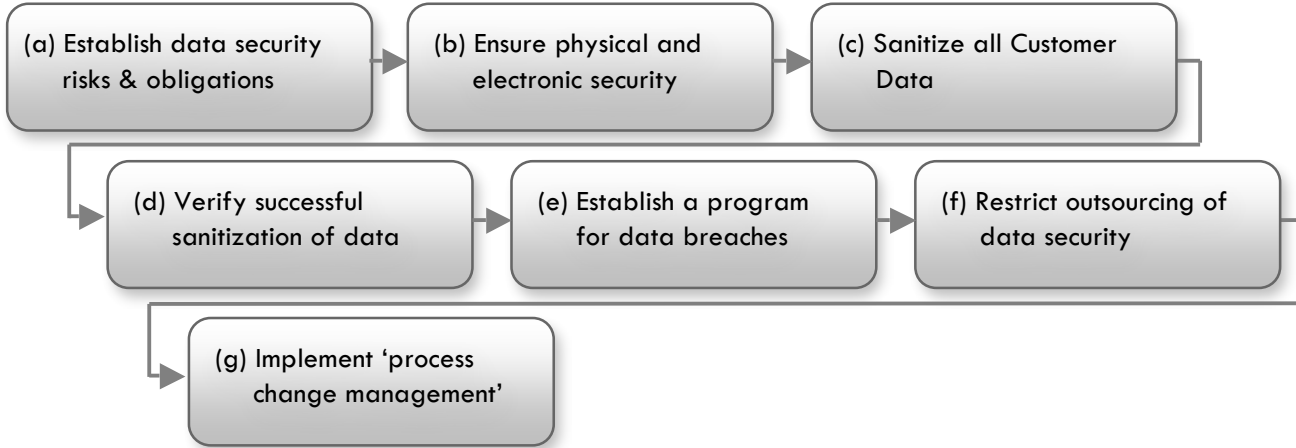 (a) Establish data security
risks & obligations
(b) Ensure physical and
electronic security
(c) Sanitize all Customer
Data
(d) Verify successful
sanitization of data
(e) Establish a program
for data breaches
(f) Restrict outsourcing of
data security
(g) Implement ‘process
change management’